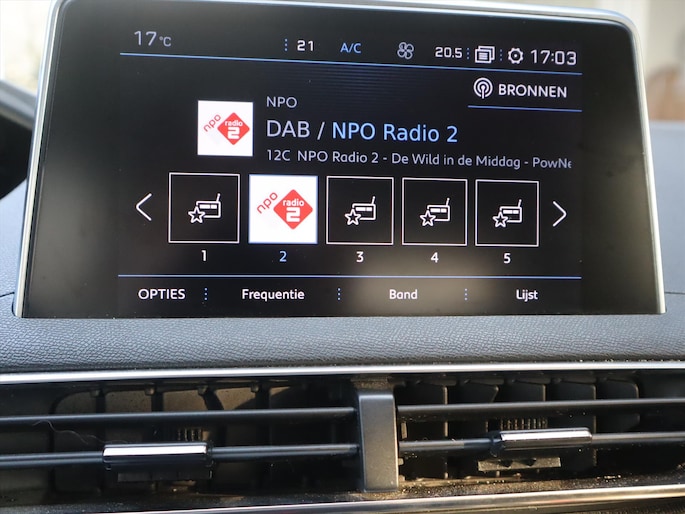 17°C 21 A/C 20.5 17:03
BRONNEN
npo radio 2
NPO
DAB / NPO Radio 2
12C NPO Radio 2 - De Wild in de Middag - PowNe
npo radio 2
1 2 3 4 5
OPTIES Frequentie Band Lijst